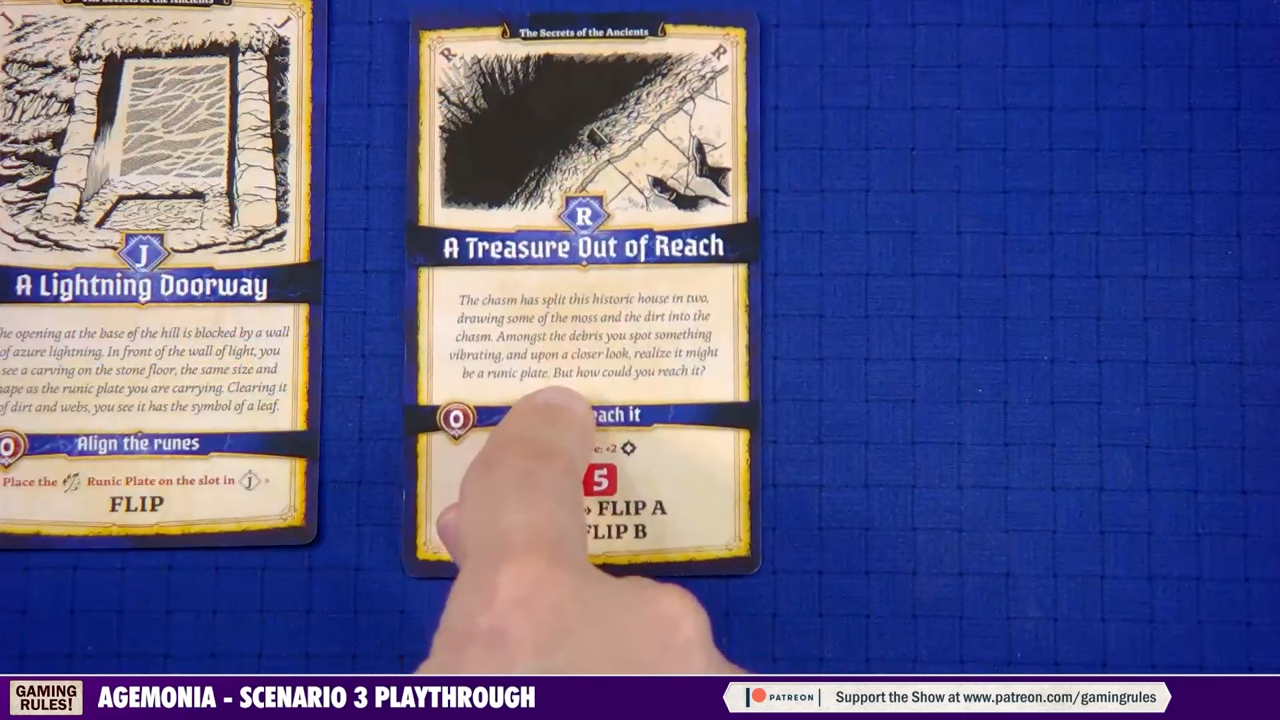 The Secrets of the Ancients
J
J
A Lightning Doorway
he opening at the base of the hill is blocked by a wall
of azure lightning. In front of the wall of light, you
see a carving on the stone floor, the same size and
hape as the runic plate you are carrying. Clearing it
of dirt and webs, you see it has the symbol of a leaf.
Align the runes
Place the Runic Plate on the slot in J »
FLIP
The Secrets of the Ancients
R
R
R
A Treasure Out of Reach
The chasm has split this historic house in two,
drawing some of the moss and the dirt into the
chasm. Amongst the debris you spot something
vibrating, and upon a closer look, realize it might
be a runic plate. But how could you reach it?
each it
e: +2
5
» FLIP A
FLIP B
GAMING
RULES!
AGEMONIA - SCENARIO 3 PLAYTHROUGH
PATREON
Support the Show at www.patreon.com/gamingrules